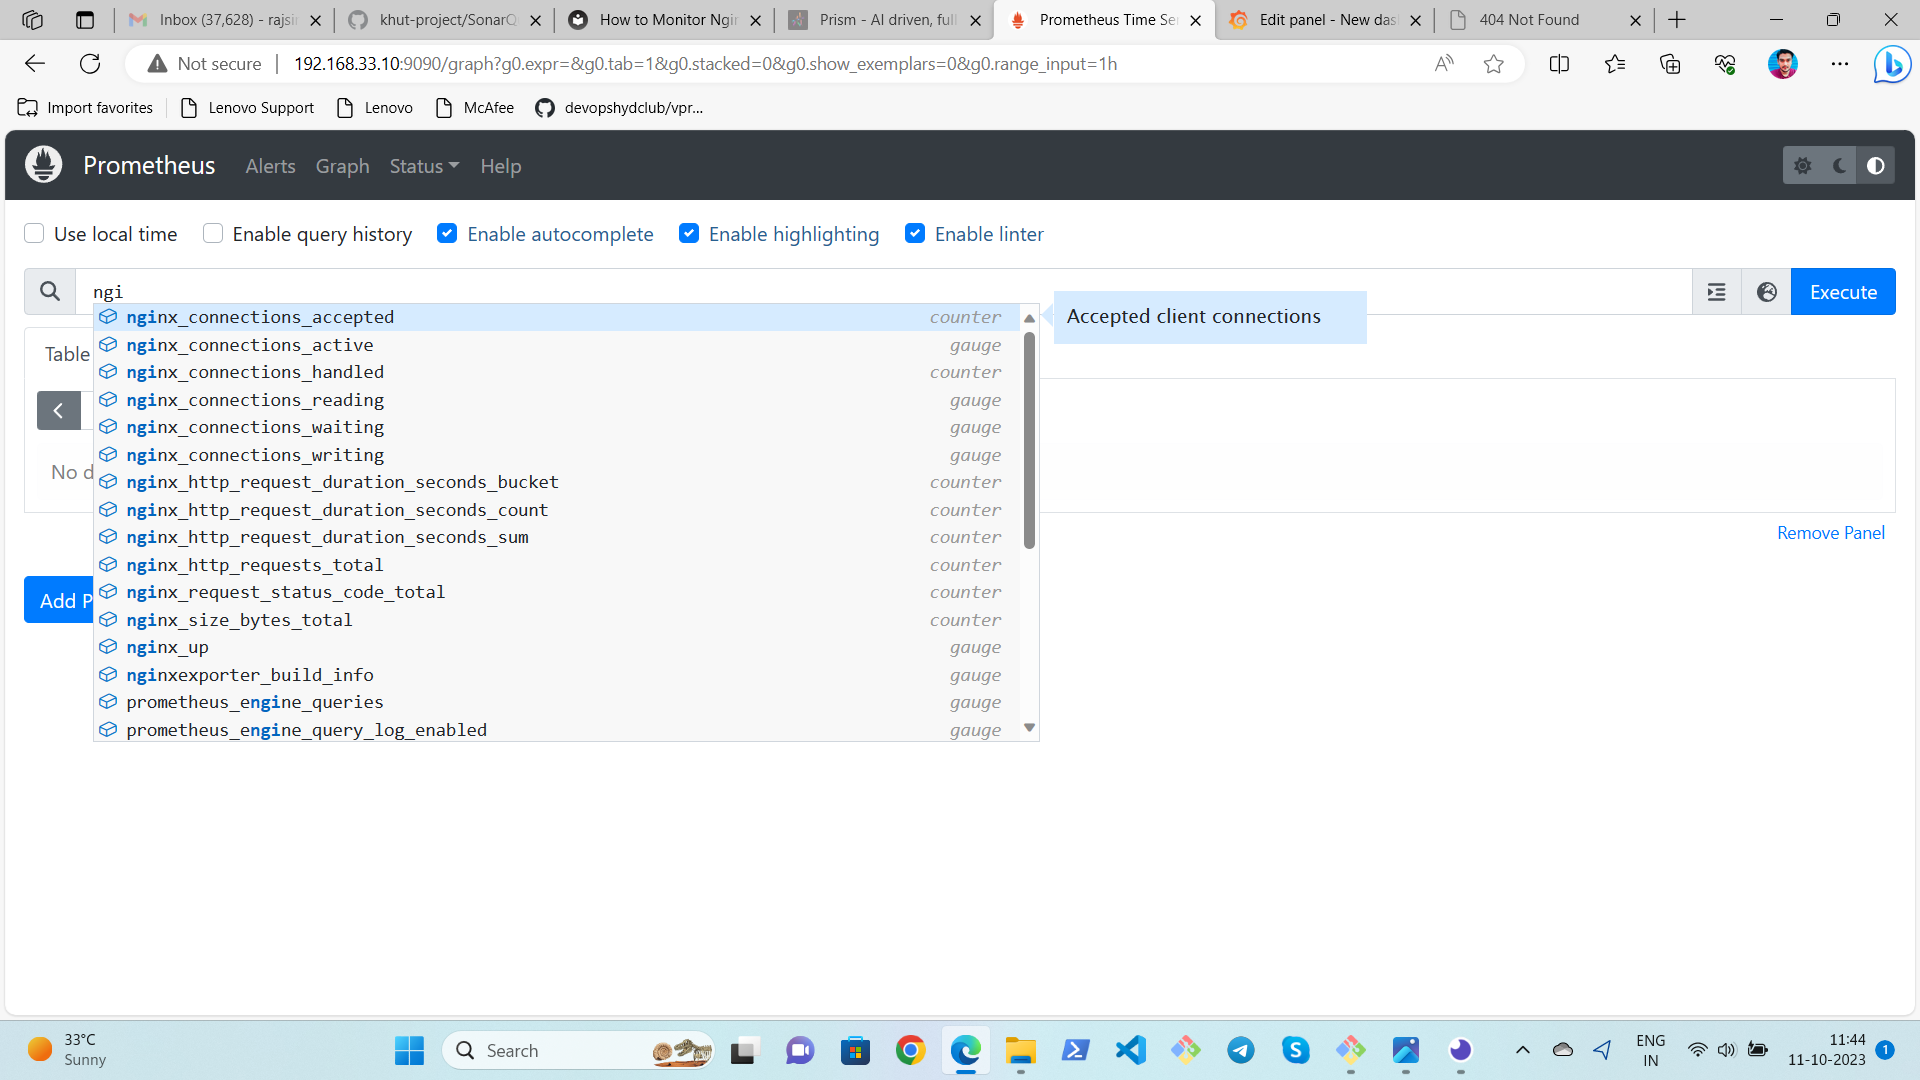 Inbox (37,628) - rajsi
khut-project/SonarQ
How to Monitor Ngin
Prism - AI driven, full
Prometheus Time Se
Edit panel - New das
404 Not Found
Not secure
192.168.33.10:9090/graph?g0.expr=&g0.tab=1&g0.stacked=0&g0.show_exemplars=0&g0.range_input=1h
Import favorites
Lenovo Support
Lenovo
McAfee
devopshydclub/vpr...
Prometheus
Alerts
Graph
Status
Help
Use local time
Enable query history
Enable autocomplete
Enable highlighting
Enable linter
ngi
Execute
nginx_connections_accepted counter
Accepted client connections
Table
nginx_connections_active gauge
nginx_connections_handled counter
nginx_connections_reading gauge
nginx_connections_waiting gauge
nginx_connections_writing gauge
No d
nginx_http_request_duration_seconds_bucket counter
nginx_http_request_duration_seconds_count counter
nginx_http_request_duration_seconds_sum counter
Remove Panel
nginx_http_requests_total counter
nginx_request_status_code_total counter
Add P
nginx_size_bytes_total counter
nginx_up gauge
nginxexporter_build_info gauge
prometheus_engine_queries gauge
prometheus_engine_query_log_enabled gauge
33°C
Sunny
Search
ENG
IN
11:44
11-10-2023
1